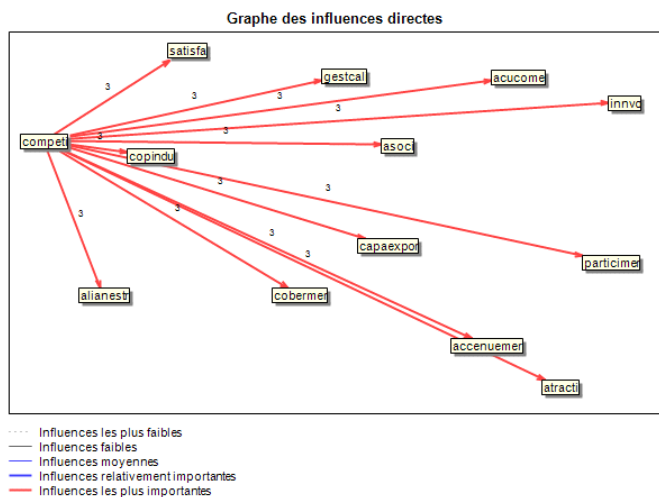 Graphe des influences directes
satisfa
gestcal
acucome
innvo
3
3
3
3
competi
3
3
copindu
asoci
3
3
3
3
capaexpor
3
3
particimer
alianestr
cobermer
accenuemer
atracti
Influences les plus faibles
Influences faibles
Influences moyennes
Influences relativement importantes
Influences les plus importantes